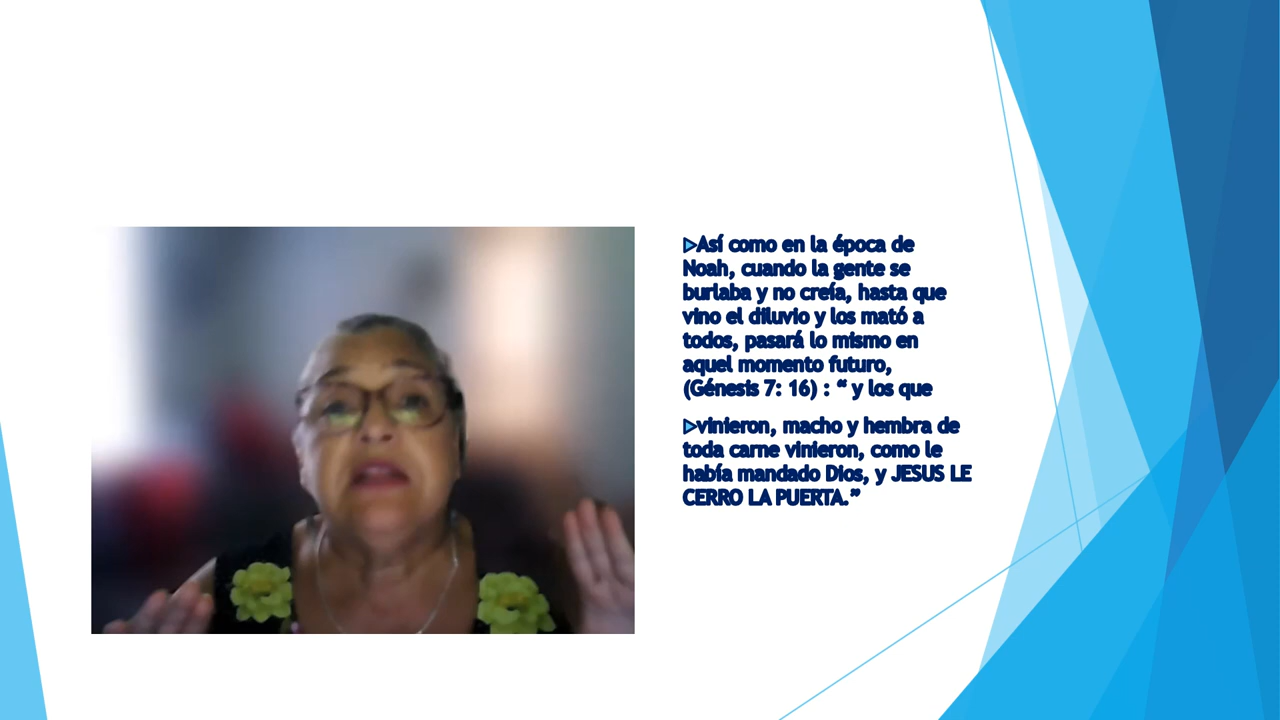 Así como en la época de
Noah, cuando la gente se
burlaba y no creía, hasta que
vino el diluvio y los mató a
todos, pasará lo mismo en
aquel momento futuro,
(Génesis 7: 16) : “ y los que
vinieron, macho y hembra de
toda carne vinieron, como le
había mandado Dios, y JESUS LE
CERRO LA PUERTA.”